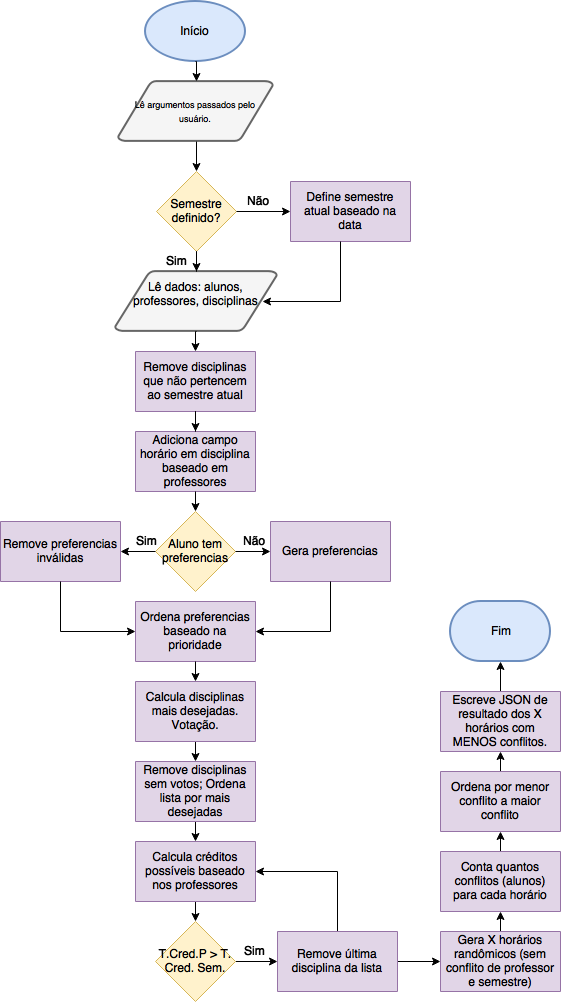 Início
Lê argumentos passados pelo
usuário.
Semestre
definido?
Não
Define semestre
atual baseado na
data
Sim
Lê dados: alunos,
professores, disciplinas
Remove disciplinas
que não pertencem
ao semestre atual
Adiciona campo
horário em disciplina
baseado em
professores
Aluno tem
preferencias
Sim
Remove preferencias
inválidas
Não
Gera preferencias
Ordena preferencias
baseado na
prioridade
Calcula disciplinas
mais desejadas.
Votação.
Remove disciplinas
sem votos; Ordena
lista por mais
desejadas
Calcula créditos
possíveis baseado
nos professores
T.Cred.P > T.
Cred. Sem.
Sim
Remove última
disciplina da lista
Gera X horários
randômicos (sem
conflito de professor
e semestre)
Conta quantos
conflitos (alunos)
para cada horário
Ordena por menor
conflito a maior
conflito
Escreve JSON de
resultado dos X
horários com
MENOS conflitos.
Fim